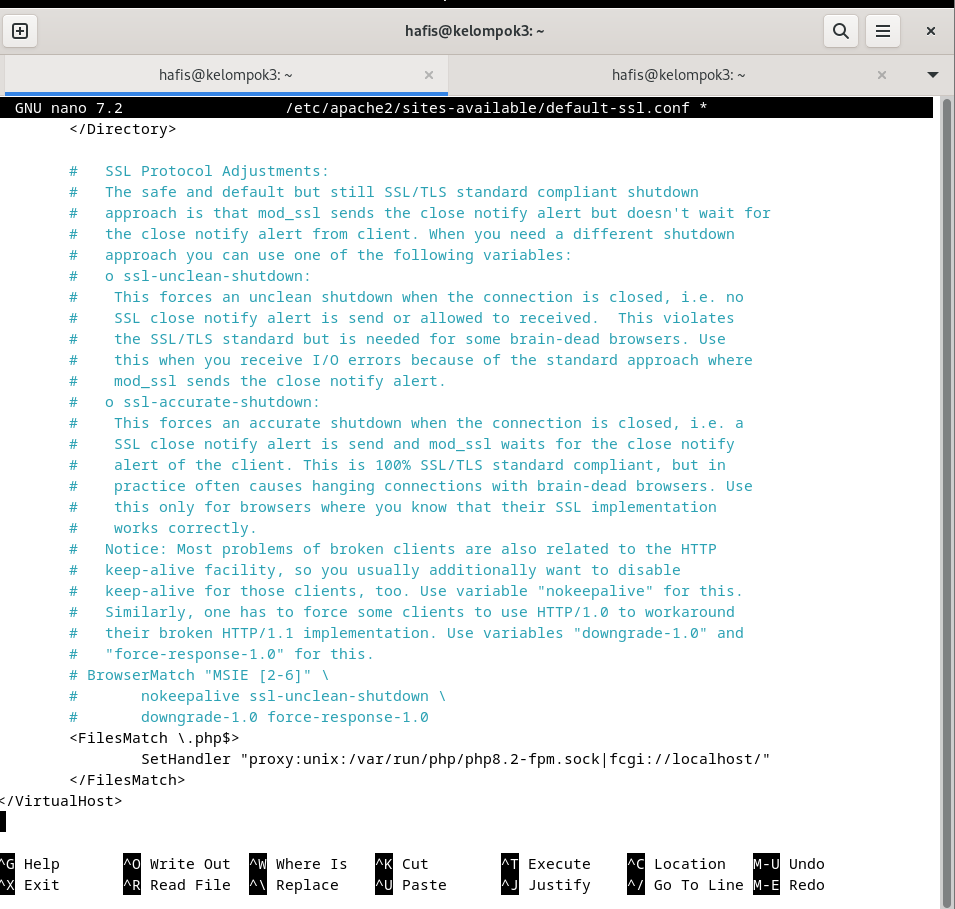 hafis@kelompok3: ~
hafis@kelompok3: ~
hafis@kelompok3: ~
GNU nano 7.2 /etc/apache2/sites-available/default-ssl.conf *
</Directory>
#   SSL Protocol Adjustments:
#   The safe and default but still SSL/TLS standard compliant shutdown
#   approach is that mod_ssl sends the close notify alert but doesn't wait for
#   the close notify alert from client. When you need a different shutdown
#   approach you can use one of the following variables:
#   o ssl-unclean-shutdown:
#    This forces an unclean shutdown when the connection is closed, i.e. no
#    SSL close notify alert is send or allowed to received.  This violates
#    the SSL/TLS standard but is needed for some brain-dead browsers. Use
#    this when you receive I/O errors because of the standard approach where
#    mod_ssl sends the close notify alert.
#   o ssl-accurate-shutdown:
#    This forces an accurate shutdown when the connection is closed, i.e. a
#    SSL close notify alert is send and mod_ssl waits for the close notify
#    alert of the client. This is 100% SSL/TLS standard compliant, but in
#    practice often causes hanging connections with brain-dead browsers. Use
#    this only for browsers where you know that their SSL implementation
#    works correctly.
#   Notice: Most problems of broken clients are also related to the HTTP
#   keep-alive facility, so you usually additionally want to disable
#   keep-alive for those clients, too. Use variable "nokeepalive" for this.
#   Similarly, one has to force some clients to use HTTP/1.0 to workaround
#   their broken HTTP/1.1 implementation. Use variables "downgrade-1.0" and
#   "force-response-1.0" for this.
# BrowserMatch "MSIE [2-6]" \
#       nokeepalive ssl-unclean-shutdown \
#       downgrade-1.0 force-response-1.0
<FilesMatch \.php$>
SetHandler "proxy:unix:/var/run/php/php8.2-fpm.sock|fcgi://localhost/"
</FilesMatch>
</VirtualHost>
^G Help ^O Write Out ^W Where Is ^K Cut ^T Execute ^C Location M-U Undo
^X Exit ^R Read File ^\ Replace ^U Paste ^J Justify ^/ Go To Line M-E Redo